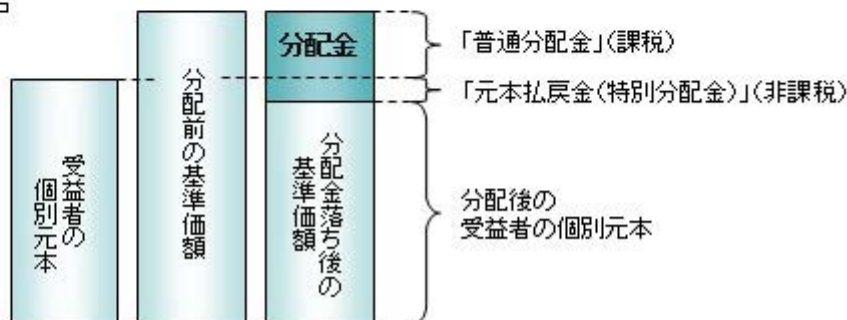 受益者の
個別元本
分配前の基準価額
分配金
分配金落ち後の
基準価額
「普通分配金」(課税)
「元本払戻金(特別分配金)」(非課税)
分配後の
受益者の個別元本